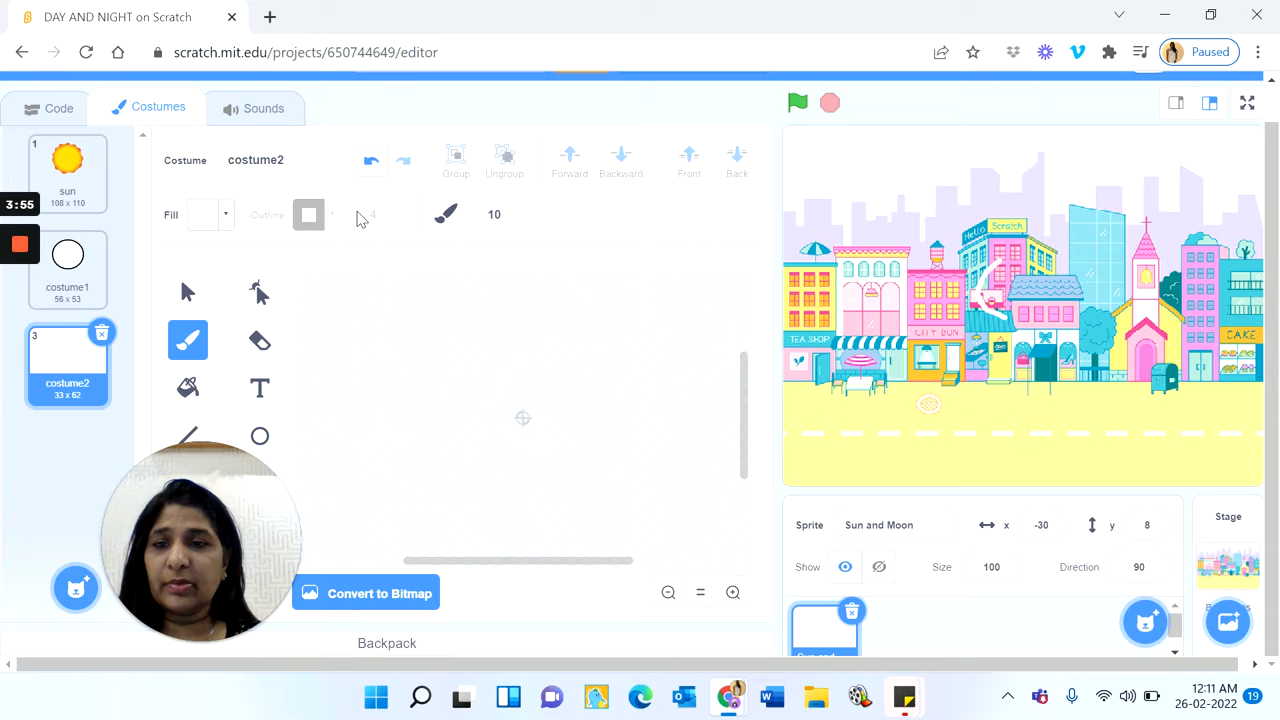 DAY AND NIGHT on Scratch
scratch.mit.edu/projects/650744649/editor
Paused
Code
Costumes
Sounds
1
sun
108 x 110
3:55
costume1
56 x 53
3
costume2
33 x 62
Costume
costume2
Group
Ungroup
Forward
Backward
Front
Back
Fill
Outline
4
10
T
Convert to Bitmap
Backpack
Hello
Scratch
TEA SHOP
CITY BUN
OPEN
CAKE
Sprite
Sun and Moon
x
-30
y
8
Show
Size
100
Direction
90
Stage
12:11 AM
26-02-2022
19